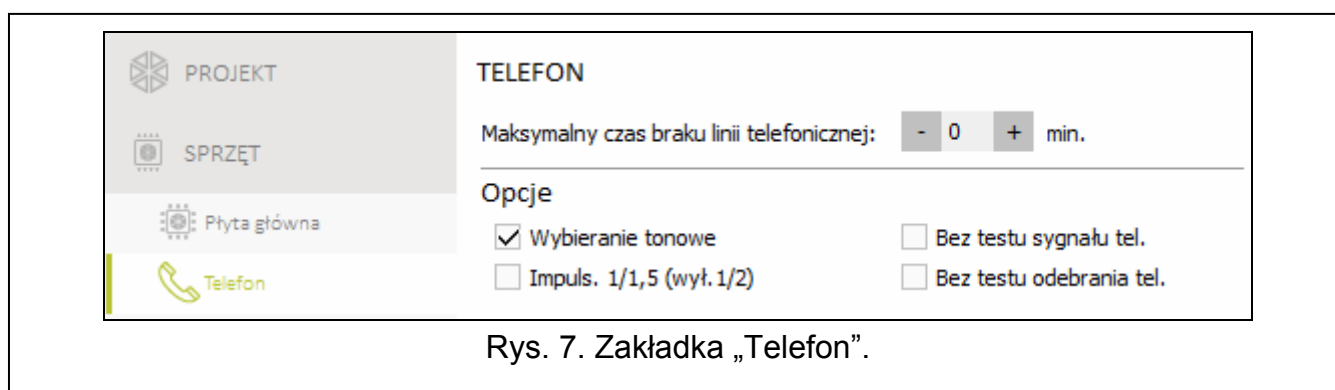 PROJEKT
SPRZĘT
Płyta główna
Telefon
TELEFON
Maksymalny czas braku linii telefonicznej: - 0 + min.
Opcje
Wybieranie tonowe
Bez testu sygnału tel.
Impuls. 1/1,5 (wył.1/2)
Bez testu odebrania tel.
Rys. 7. Zakładka „Telefon”.